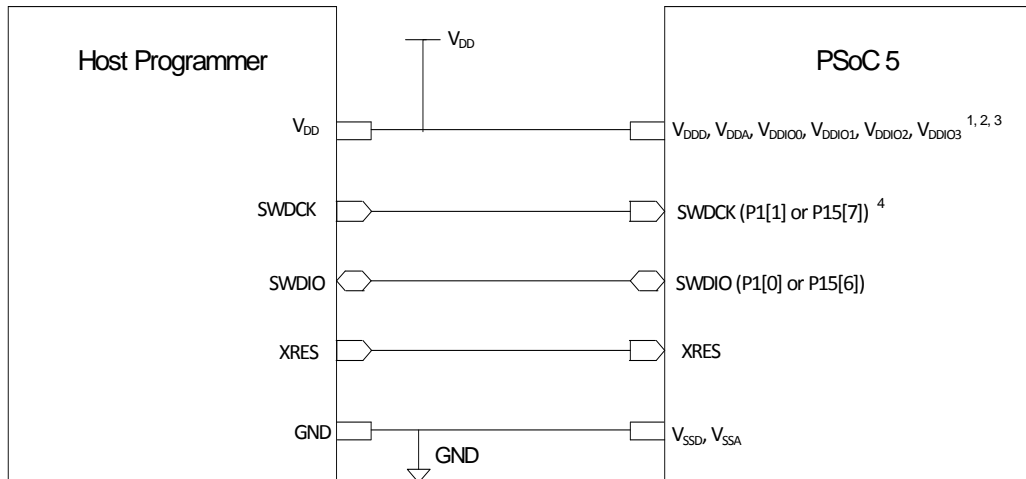 Host Programmer
V_DD
PSoC 5
V_DD
V_DDD, V_DDA, V_DDIO0, V_DDIO1, V_DDIO2, V_DDIO3 1, 2, 3
SWDCK
SWDCK (P1[1] or P15[7]) 4
SWDIO
SWDIO (P1[0] or P15[6])
XRES
XRES
GND
GND
V_SSD, V_SSA